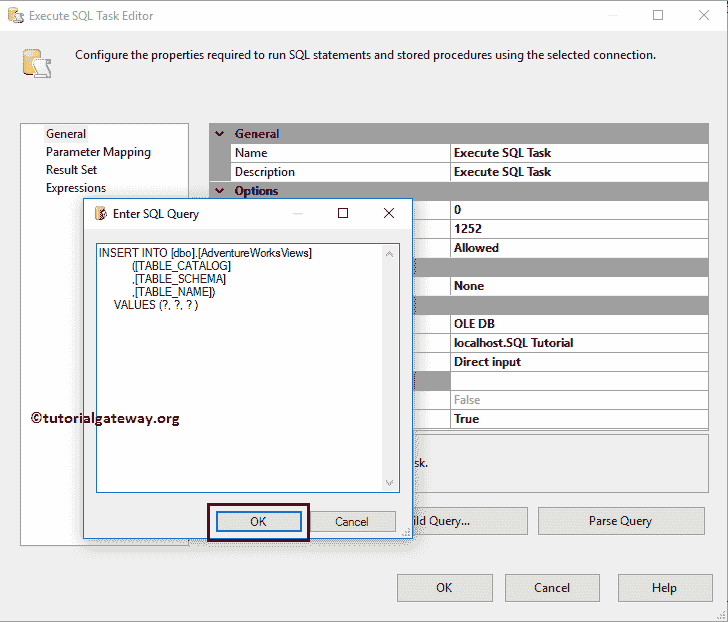 Execute SQL Task Editor
Configure the properties required to run SQL statements and stored procedures using the selected connection.
General
Parameter Mapping
Result Set
Expressions
General
Name Execute SQL Task
Description Execute SQL Task
Options
0
1252
Allowed
None
OLE DB
localhost.SQL Tutorial
Direct input
False
True
Enter SQL Query
INSERT INTO [dbo].[AdventureWorksViews]
([TABLE_CATALOG]
,[TABLE_SCHEMA]
,[TABLE_NAME])
VALUES (?, ?, ? )
©tutorialgateway.org
OK Cancel
sk.
ild Query... Parse Query
OK Cancel Help